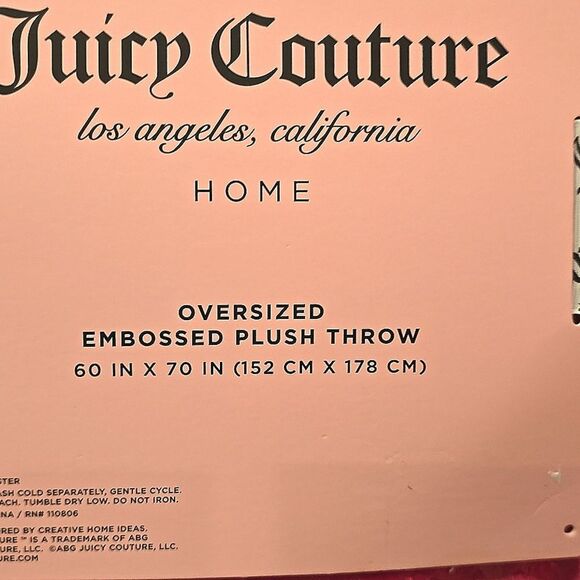 Juicy Couture
los angeles, california
HOME
OVERSIZED
EMBOSSED PLUSH THROW
60 IN X 70 IN (152 CM X 178 CM)
COLD SEPARATELY, GENTLE CYCLE.
TUMBLE DRY LOW. DO NOT IRON.
/ RN# 110806
BY CREATIVE HOME IDEAS.
™ IS A TRADEMARK OF ABG
LLC. ©ABG JUICY COUTURE, LLC.